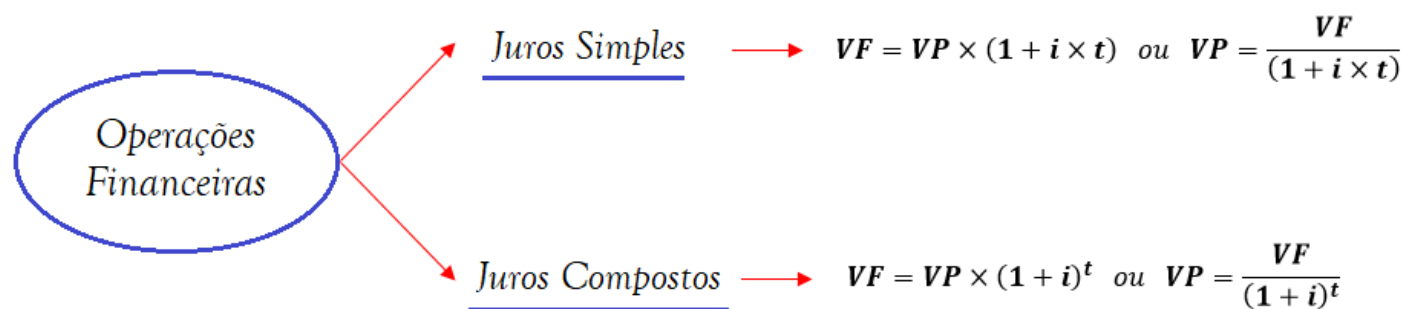 Operações
Financeiras
Juros Simples
VF = VP × (1 + i × t) ou VP = VF / (1 + i × t)
Juros Compostos
VF = VP × (1 + i)^t ou VP = VF / (1 + i)^t